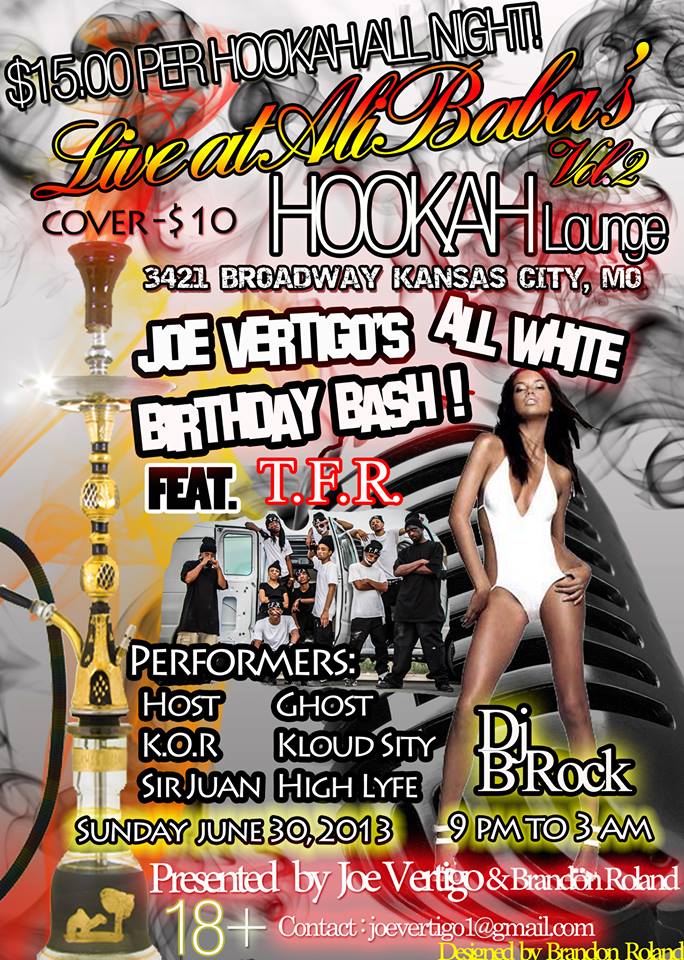 $15.00 PER HOOKAH ALL NIGHT!
Live at Ali Baba's
Vol.2
COVER-$10
HOOKAH Lounge
3421 BROADWAY KANSAS CITY, MO
JOE VERTIGO'S ALL WHITE
BIRTHDAY BASH!
FEAT. T.F.R.
PERFORMERS:
HOST GHOST
K.O.R KLOUD SITY
SIRJUAN HIGH LYFE
Dj
B Rock
SUNDAY JUNE 30, 2013 9 PM TO 3 AM
Presented by Joe Vertigo & Brandon Roland
18+ Contact : joevertigo1@gmail.com
Designed by Brandon Roland